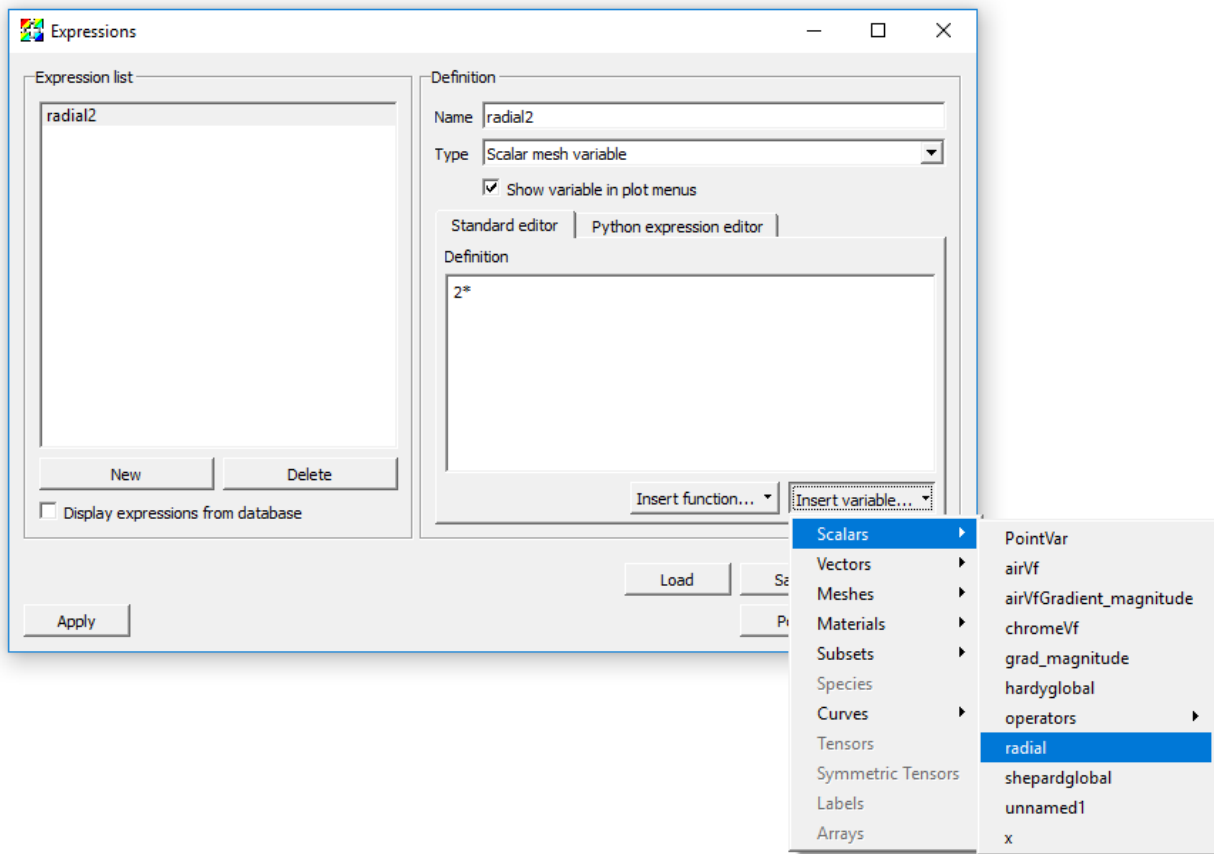 Expressions
Expression list
radial2
New
Delete
Display expressions from database
Apply
Definition
Name radial2
Type Scalar mesh variable
Show variable in plot menus
Standard editor
Python expression editor
Definition
2*
Insert function...
Insert variable...
Load
Scalars
Vectors
Meshes
Materials
Subsets
Species
Curves
Tensors
Symmetric Tensors
Labels
Arrays
PointVar
airVf
airVfGradient_magnitude
chromeVf
grad_magnitude
hardyglobal
operators
radial
shepardglobal
unnamed1
x